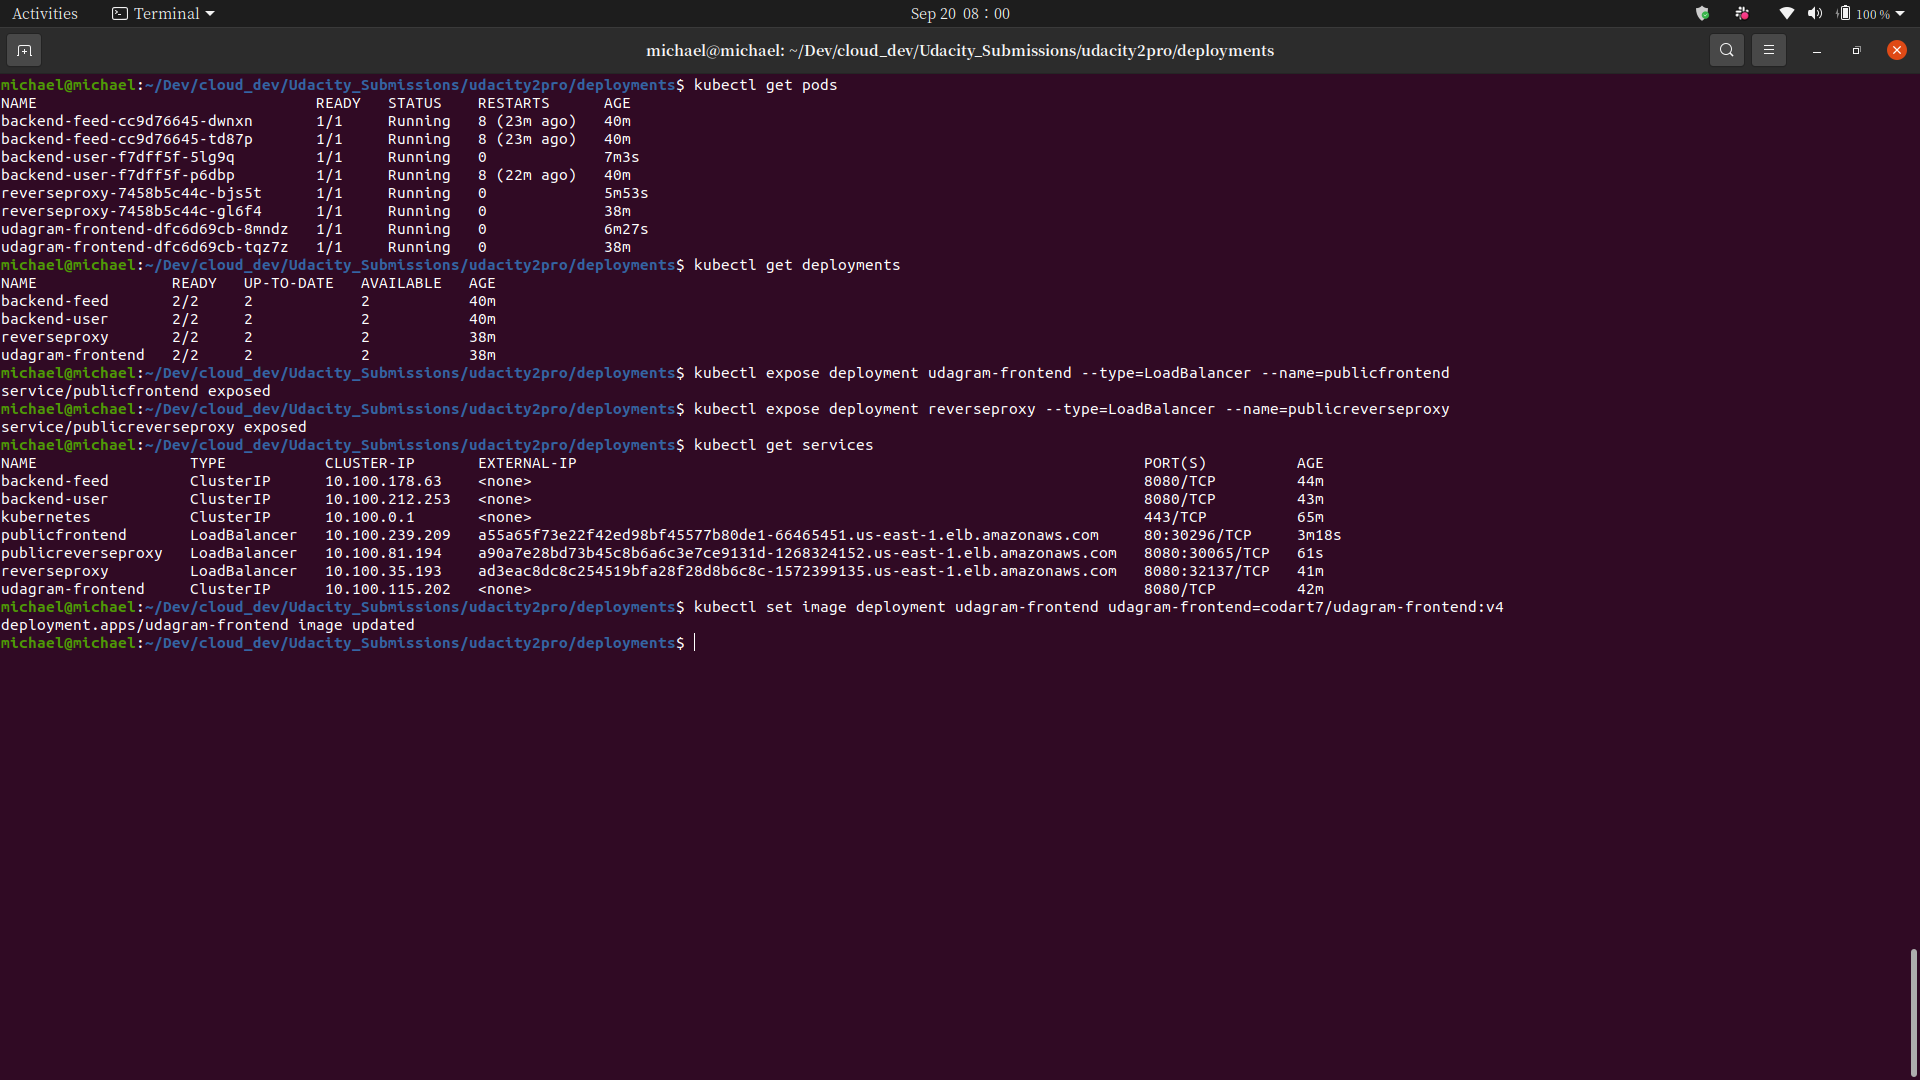 Activities Terminal Sep 20 08:00 100 %
michael@michael: ~/Dev/cloud_dev/Udacity_Submissions/udacity2pro/deployments
michael@michael:~/Dev/cloud_dev/Udacity_Submissions/udacity2pro/deployments$ kubectl get pods
NAME READY STATUS RESTARTS AGE
backend-feed-cc9d76645-dwnxn 1/1 Running 8 (23m ago) 40m
backend-feed-cc9d76645-td87p 1/1 Running 8 (23m ago) 40m
backend-user-f7dff5f-5lg9q 1/1 Running 0 7m3s
backend-user-f7dff5f-p6dbp 1/1 Running 8 (22m ago) 40m
reverseproxy-7458b5c44c-bjs5t 1/1 Running 0 5m53s
reverseproxy-7458b5c44c-gl6f4 1/1 Running 0 38m
udagram-frontend-dfc6d69cb-8mndz 1/1 Running 0 6m27s
udagram-frontend-dfc6d69cb-tqz7z 1/1 Running 0 38m
michael@michael:~/Dev/cloud_dev/Udacity_Submissions/udacity2pro/deployments$ kubectl get deployments
NAME READY UP-TO-DATE AVAILABLE AGE
backend-feed 2/2 2 2 40m
backend-user 2/2 2 2 40m
reverseproxy 2/2 2 2 38m
udagram-frontend 2/2 2 2 38m
michael@michael:~/Dev/cloud_dev/Udacity_Submissions/udacity2pro/deployments$ kubectl expose deployment udagram-frontend --type=LoadBalancer --name=publicfrontend
service/publicfrontend exposed
michael@michael:~/Dev/cloud_dev/Udacity_Submissions/udacity2pro/deployments$ kubectl expose deployment reverseproxy --type=LoadBalancer --name=publicreverseproxy
service/publicreverseproxy exposed
michael@michael:~/Dev/cloud_dev/Udacity_Submissions/udacity2pro/deployments$ kubectl get services
NAME TYPE CLUSTER-IP EXTERNAL-IP PORT(S) AGE
backend-feed ClusterIP 10.100.178.63 <none> 8080/TCP 44m
backend-user ClusterIP 10.100.212.253 <none> 8080/TCP 43m
kubernetes ClusterIP 10.100.0.1 <none> 443/TCP 65m
publicfrontend LoadBalancer 10.100.239.209 a55a65f73e22f42ed98bf45577b80de1-66465451.us-east-1.elb.amazonaws.com 80:30296/TCP 3m18s
publicreverseproxy LoadBalancer 10.100.81.194 a90a7e28bd73b45c8b6a6c3e7ce9131d-1268324152.us-east-1.elb.amazonaws.com 8080:30065/TCP 61s
reverseproxy LoadBalancer 10.100.35.193 ad3eac8dc8c254519bfa28f28d8b6c8c-1572399135.us-east-1.elb.amazonaws.com 8080:32137/TCP 41m
udagram-frontend ClusterIP 10.100.115.202 <none> 8080/TCP 42m
michael@michael:~/Dev/cloud_dev/Udacity_Submissions/udacity2pro/deployments$ kubectl set image deployment udagram-frontend udagram-frontend=codart7/udagram-frontend:v4
deployment.apps/udagram-frontend image updated
michael@michael:~/Dev/cloud_dev/Udacity_Submissions/udacity2pro/deployments$